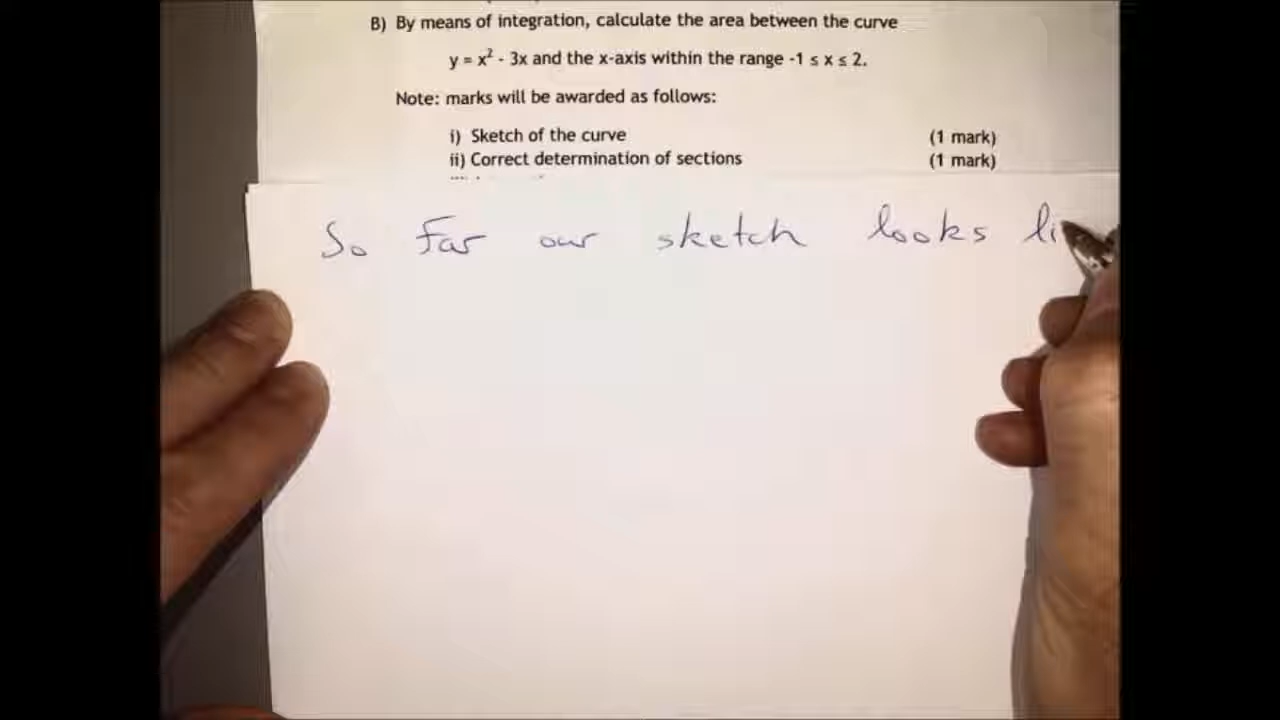 B) By means of integration, calculate the area between the curve
y = x² - 3x and the x-axis within the range -1 ≤ x ≤ 2.
Note: marks will be awarded as follows:
i) Sketch of the curve (1 mark)
ii) Correct determination of sections (1 mark)
So far our sketch looks li